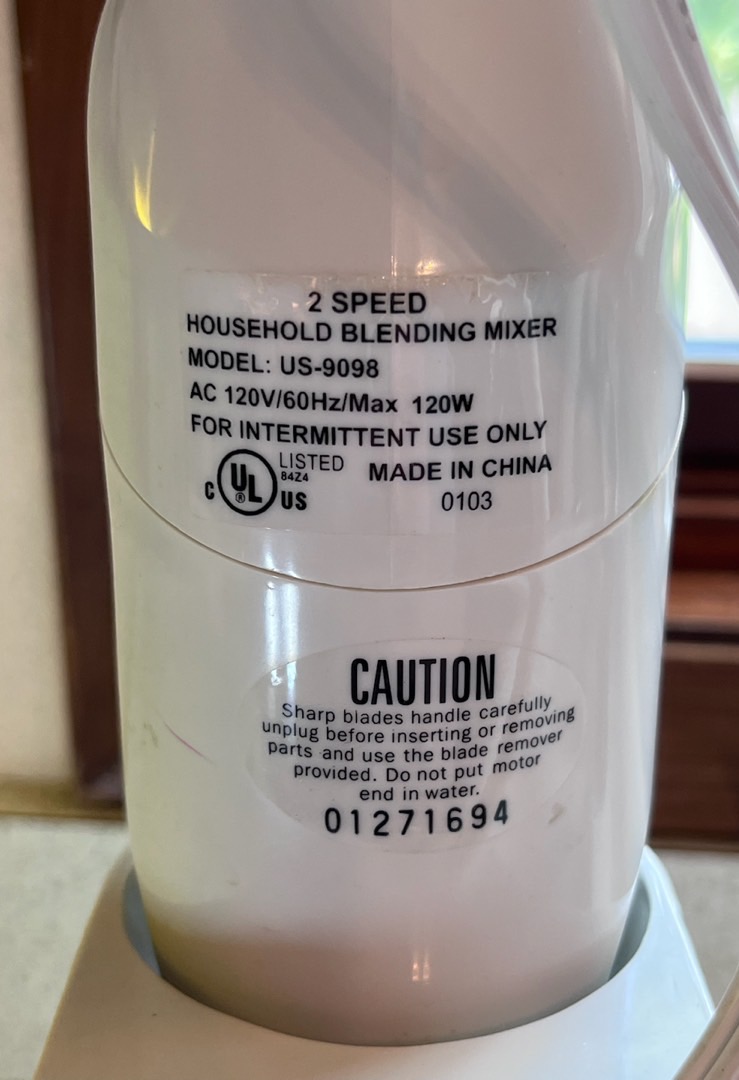 2 SPEED
HOUSEHOLD BLENDING MIXER
MODEL: US-9098
AC 120V/60Hz/Max 120W
FOR INTERMITTENT USE ONLY
C UL ® US LISTED 84Z4 MADE IN CHINA
0103
CAUTION
Sharp blades handle carefully
unplug before inserting or removing
parts and use the blade remover
provided. Do not put motor
end in water.
01271694